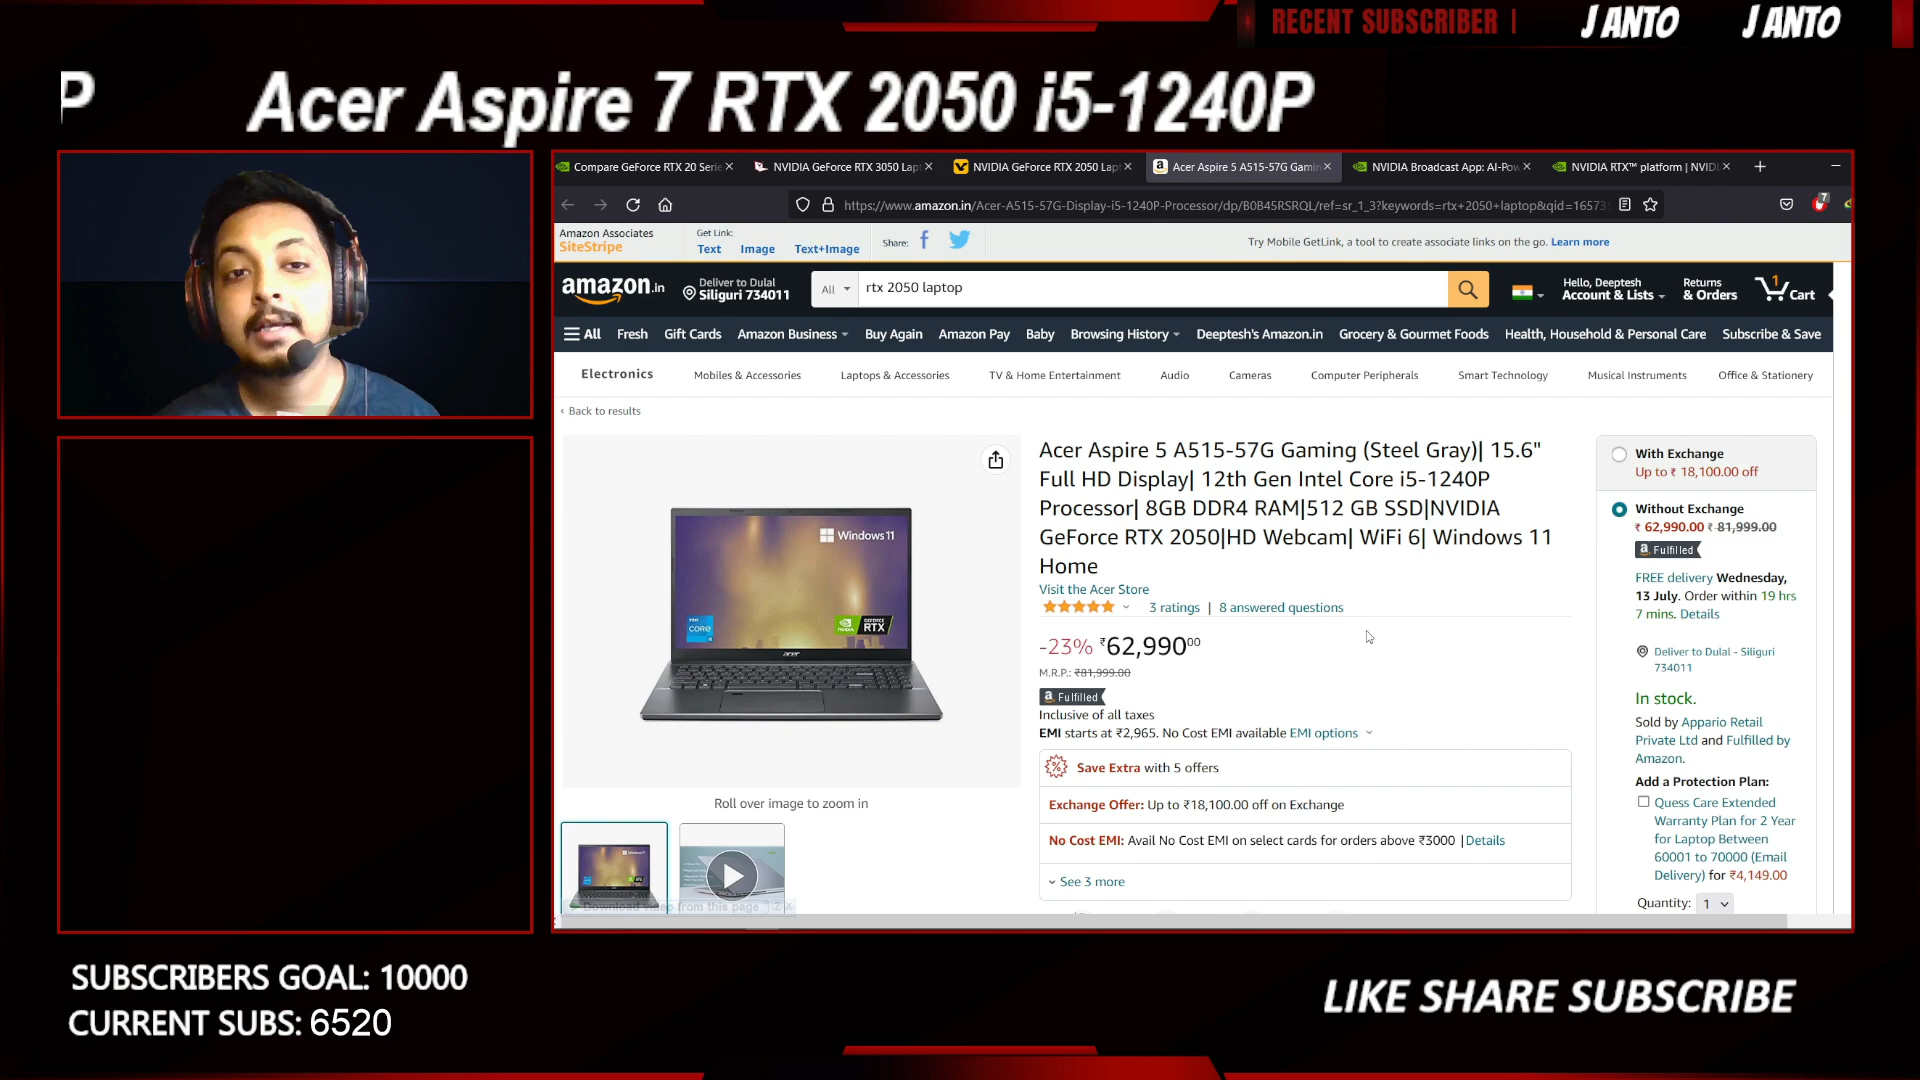 RECENT SUBSCRIBER |
J ANTO
J ANTO
P
Acer Aspire 7 RTX 2050 i5-1240P
Compare GeForce RTX 20 Serie
NVIDIA GeForce RTX 3050 Lapt
NVIDIA GeForce RTX 2050 Lapt
Acer Aspire 5 A515-57G Gamin
NVIDIA Broadcast App: AI-Pow
NVIDIA RTX™ platform | NVIDI
https://www.amazon.in/Acer-A515-57G-Display-i5-1240P-Processor/dp/B0B45RSRQL/ref=sr_1_3?keywords=rtx+2050+laptop&qid=16573
7
Amazon Associates
SiteStripe
Get Link:
Text
Image
Text+Image
Share:
Try Mobile GetLink, a tool to create associate links on the go. Learn more
amazon.in
Deliver to Dulal
Siliguri 734011
All
rtx 2050 laptop
Hello, Deeptesh
Account & Lists
Returns
& Orders
1
Cart
All
Fresh
Gift Cards
Amazon Business
Buy Again
Amazon Pay
Baby
Browsing History
Deeptesh's Amazon.in
Grocery & Gourmet Foods
Health, Household & Personal Care
Subscribe & Save
Electronics
Mobiles & Accessories
Laptops & Accessories
TV & Home Entertainment
Audio
Cameras
Computer Peripherals
Smart Technology
Musical Instruments
Office & Stationery
‹ Back to results
Windows 11
intel
CORE
i5
NVIDIA
GEFORCE
RTX
acer
Roll over image to zoom in
Download video from this page
Acer Aspire 5 A515-57G Gaming (Steel Gray)| 15.6"
Full HD Display| 12th Gen Intel Core i5-1240P
Processor| 8GB DDR4 RAM|512 GB SSD|NVIDIA
GeForce RTX 2050|HD Webcam| WiFi 6| Windows 11
Home
Visit the Acer Store
3 ratings | 8 answered questions
-23% ₹62,99000
M.R.P.: ₹81,999.00
a Fulfilled
Inclusive of all taxes
EMI starts at ₹2,965. No Cost EMI available EMI options
Save Extra with 5 offers
Exchange Offer: Up to ₹18,100.00 off on Exchange
No Cost EMI: Avail No Cost EMI on select cards for orders above ₹3000 |Details
See 3 more
With Exchange
Up to ₹ 18,100.00 off
Without Exchange
₹ 62,990.00 ₹ 81,999.00
a Fulfilled
FREE delivery Wednesday,
13 July. Order within 19 hrs
7 mins. Details
Deliver to Dulal - Siliguri
734011
In stock.
Sold by Appario Retail
Private Ltd and Fulfilled by
Amazon.
Add a Protection Plan:
Quess Care Extended
Warranty Plan for 2 Year
for Laptop Between
60001 to 70000 (Email
Delivery) for ₹4,149.00
Quantity: 1
SUBSCRIBERS GOAL: 10000
CURRENT SUBS: 6520
LIKE SHARE SUBSCRIBE